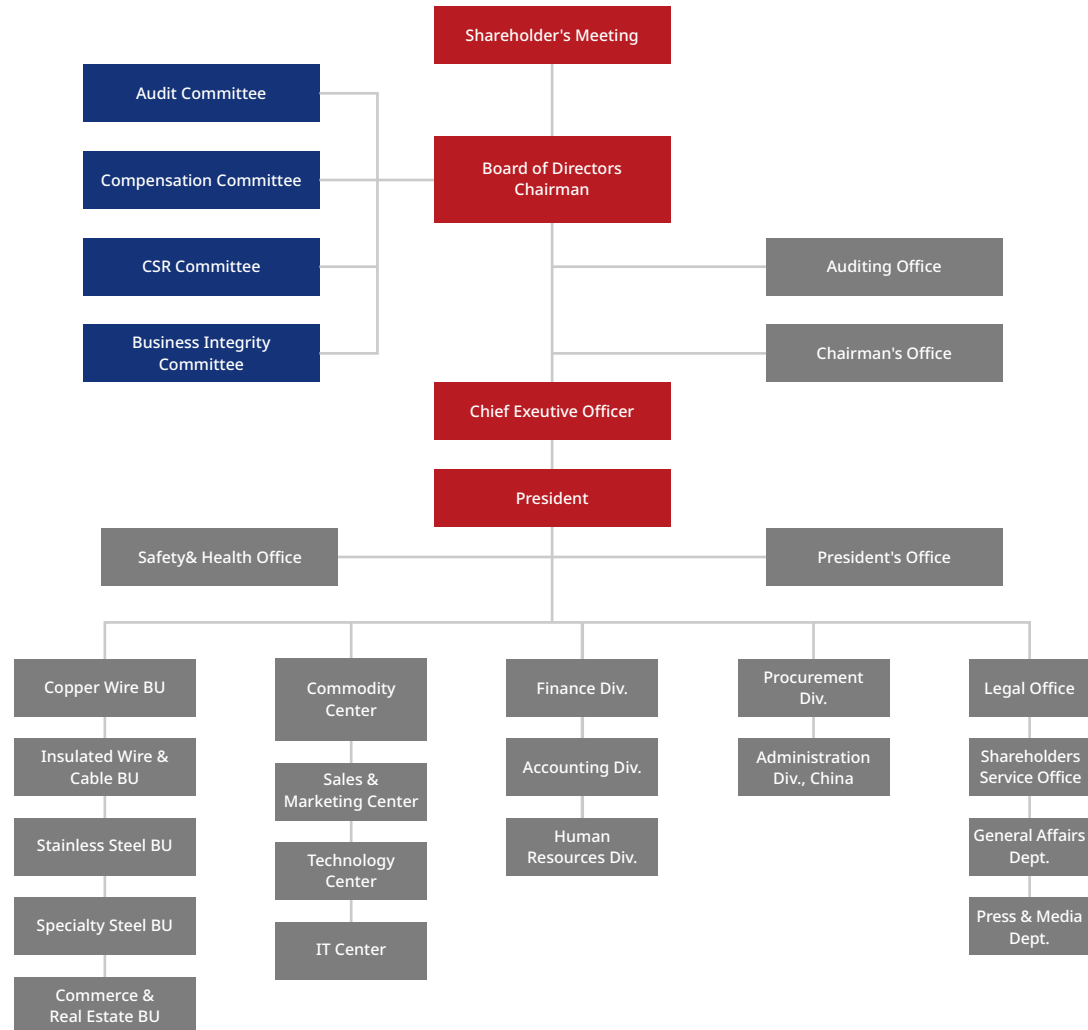 Shareholder's Meeting
Audit Committee
Board of Directors
Chairman
Compensation Committee
CSR Committee
Auditing Office
Business Integrity
Committee
Chairman's Office
Chief Exeutive Officer
President
Safety& Health Office
President's Office
Copper Wire BU
Insulated Wire &
Cable BU
Stainless Steel BU
Specialty Steel BU
Commerce &
Real Estate BU
Commodity
Center
Sales &
Marketing Center
Technology
Center
IT Center
Finance Div.
Accounting Div.
Human
Resources Div.
Procurement
Div.
Administration
Div., China
Legal Office
Shareholders
Service Office
General Affairs
Dept.
Press & Media
Dept.